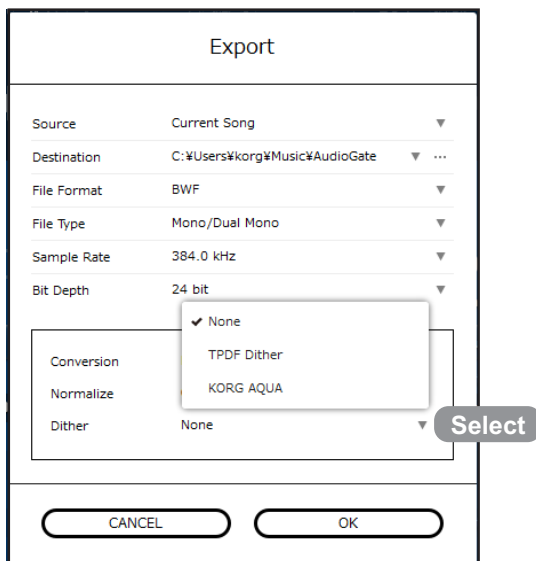 Export
Source Current Song
Destination C:¥Users¥korg¥Music¥AudioGate ...
File Format BWF
File Type Mono/Dual Mono
Sample Rate 384.0 kHz
Bit Depth 24 bit
✔ None
TPDF Dither
KORG AQUA
Conversion
Normalize
Dither None
Select
CANCEL OK